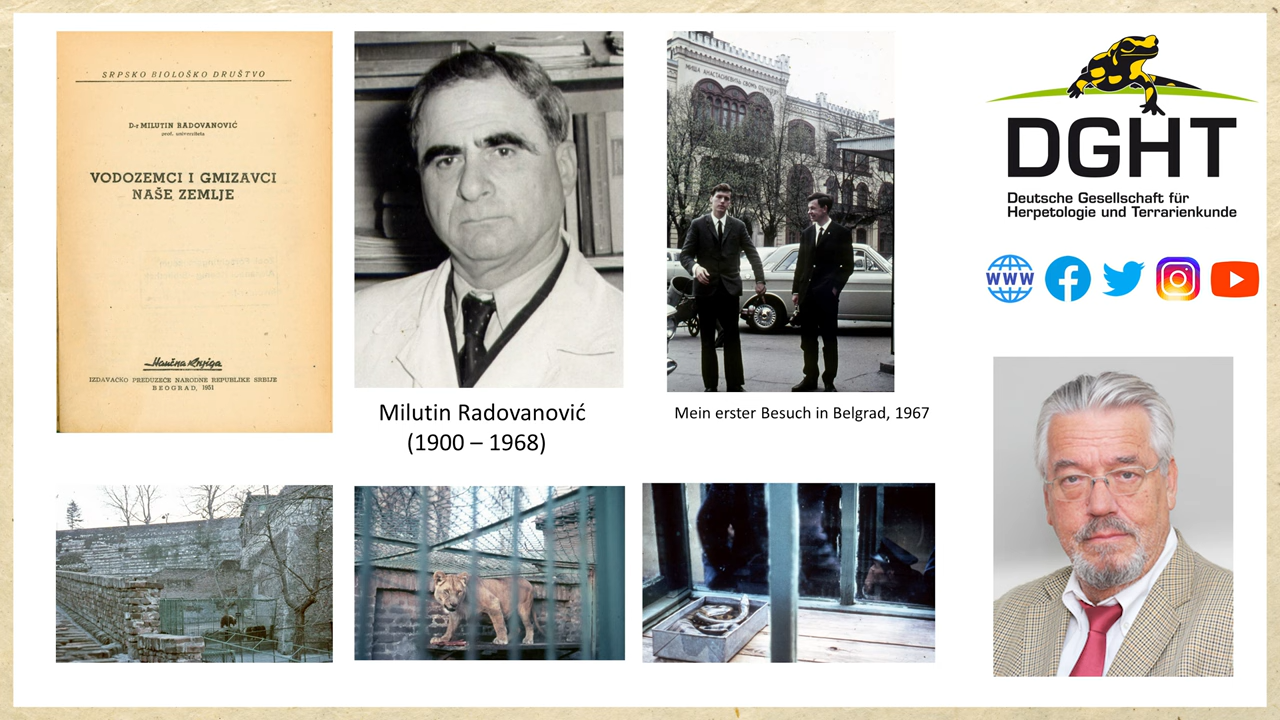 SRPSKO BIOLOŠKO DRUŠTVO
D-r MILUTIN RADOVANOVIĆ
prof. univerziteta
VODOZEMCI I GMIZAVCI
NAŠE ZEMLJE
Naučna Knjiga
IZDAVAČKO PREDUZEĆE NARODNE REPUBLIKE SRBIJE
BEOGRAD, 1951
Milutin Radovanović
(1900 – 1968)
Mein erster Besuch in Belgrad, 1967
DGHT
Deutsche Gesellschaft für
Herpetologie und Terrarienkunde
WWW